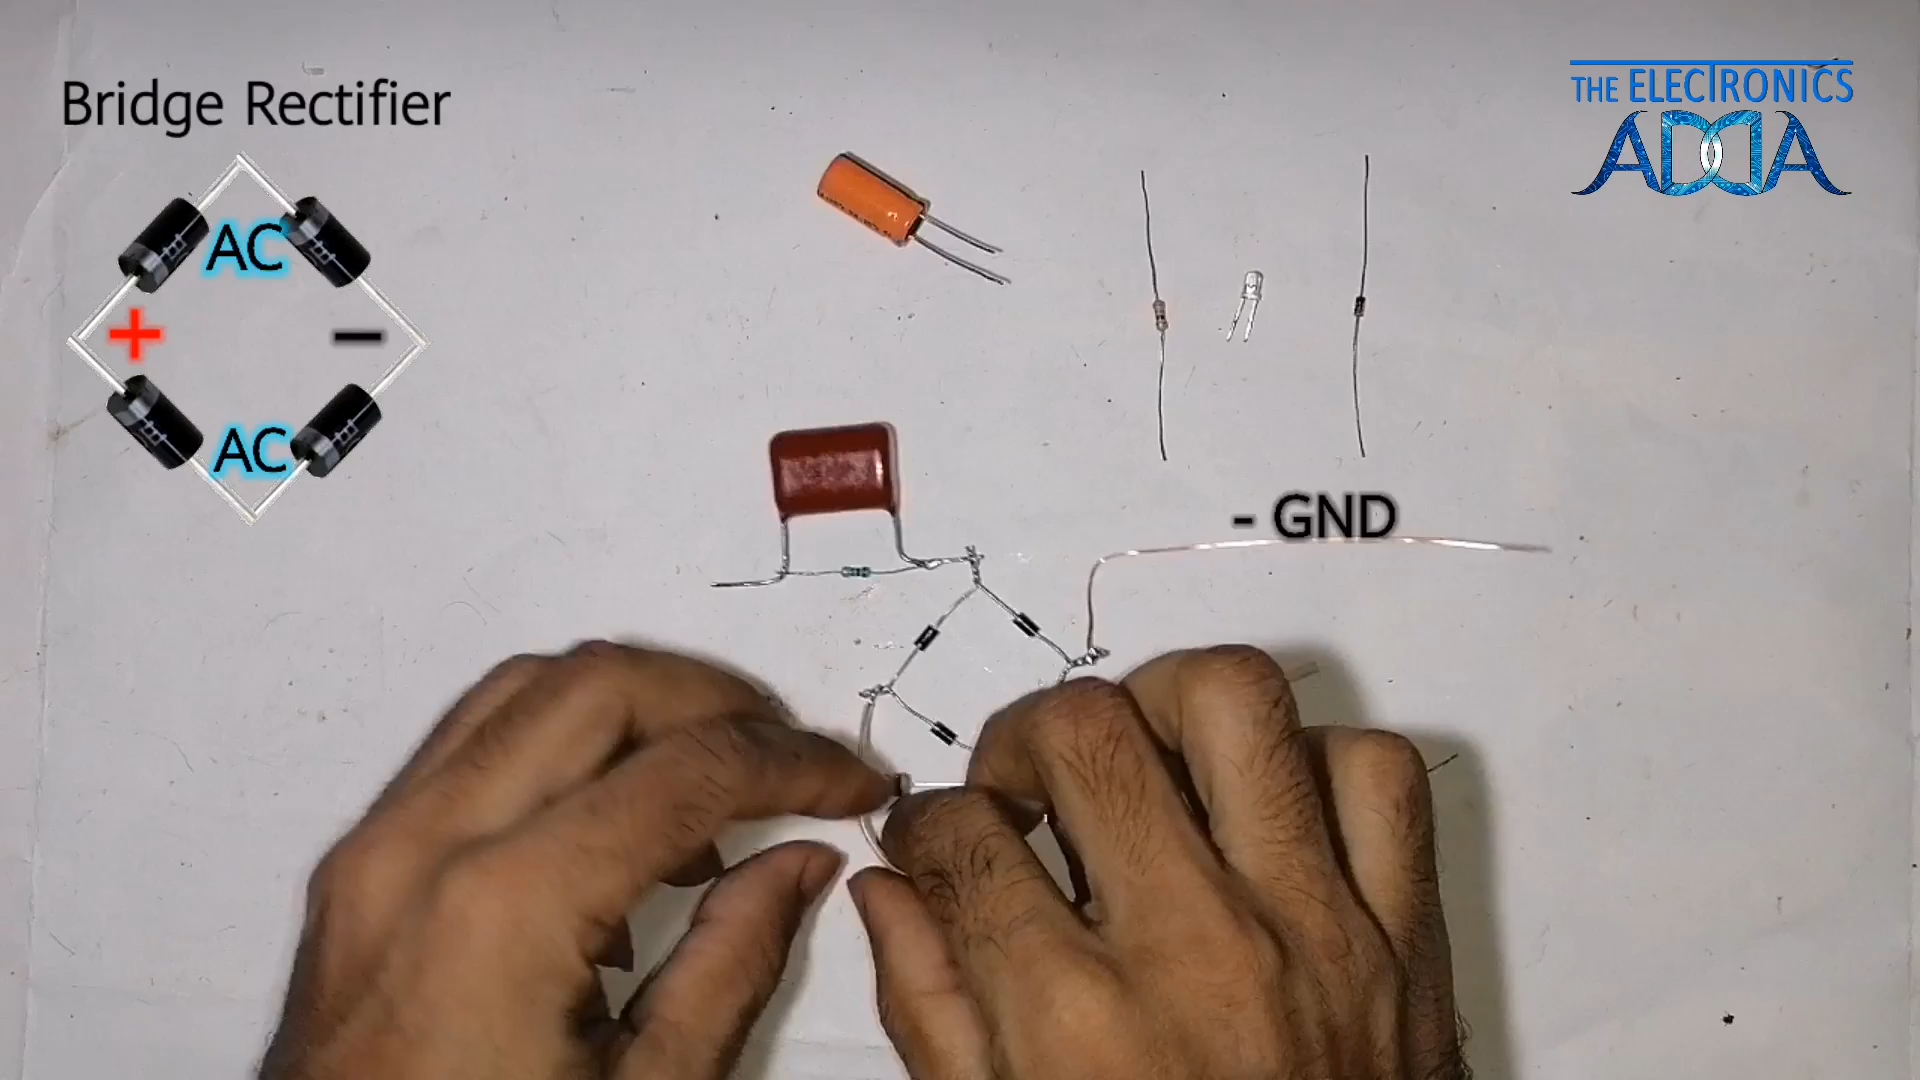 Bridge Rectifier
THE ELECTRONICS
ADDA
AC
+
-
AC
- GND